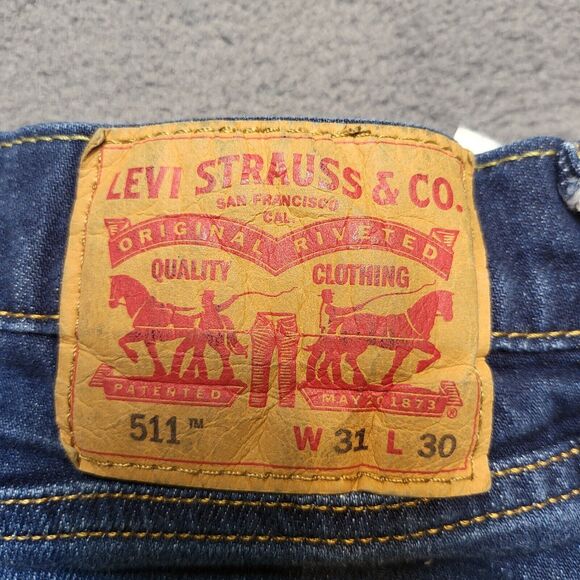 LEVI STRAUSS & CO.
SAN FRANCISCO
CAL
ORIGINAL RIVETED
QUALITY CLOTHING
PATENTED MAY 20 1873 ®
511™ W 31 L 30